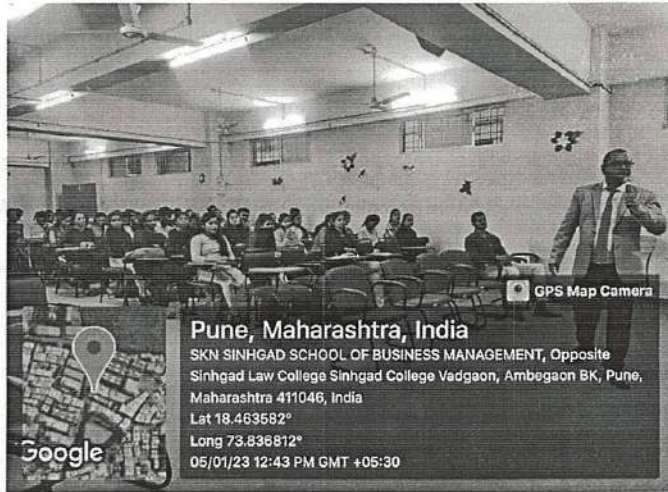 GPS Map Camera
Pune, Maharashtra, India
SKN SINHGAD SCHOOL OF BUSINESS MANAGEMENT, Opposite
Sinhgad Law College Sinhgad College Vadgaon, Ambegaon BK, Pune,
Maharashtra 411046, India
Lat 18.463582°
Long 73.836812°
05/01/23 12:43 PM GMT +05:30
Google